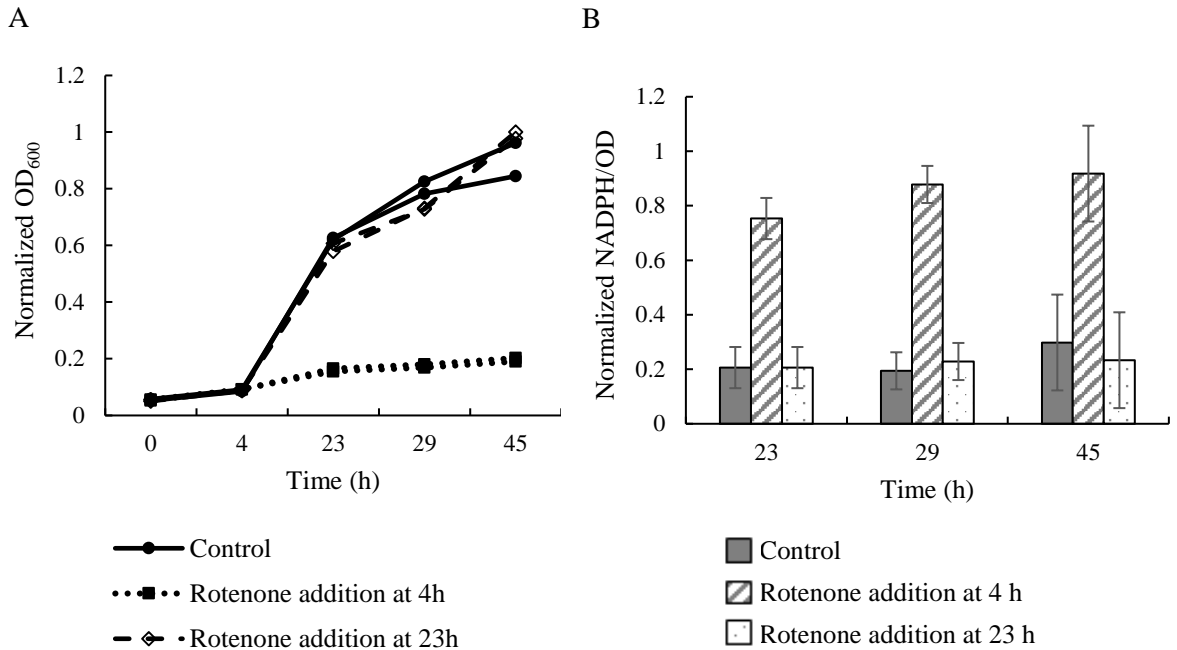 A
Normalized OD600
1.2
1
0.8
0.6
0.4
0.2
0
0 4 23 29 45
Time (h)
Control
Rotenone addition at 4h
Rotenone addition at 23h
B
Normalized NADPH/OD
1.2
1
0.8
0.6
0.4
0.2
0
23 29 45
Time (h)
Control
Rotenone addition at 4 h
Rotenone addition at 23 h